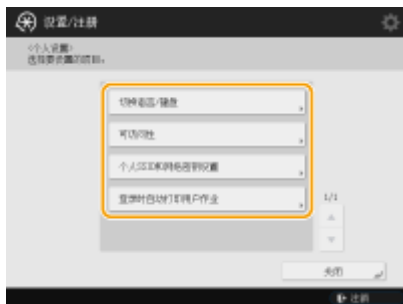 设置/注册
<个人设置>
选择要设置的项目。
切换语言/键盘
可访问性
个人SSID和网络密钥设置
登录时自动打印用户作业
1/1
关闭
注销